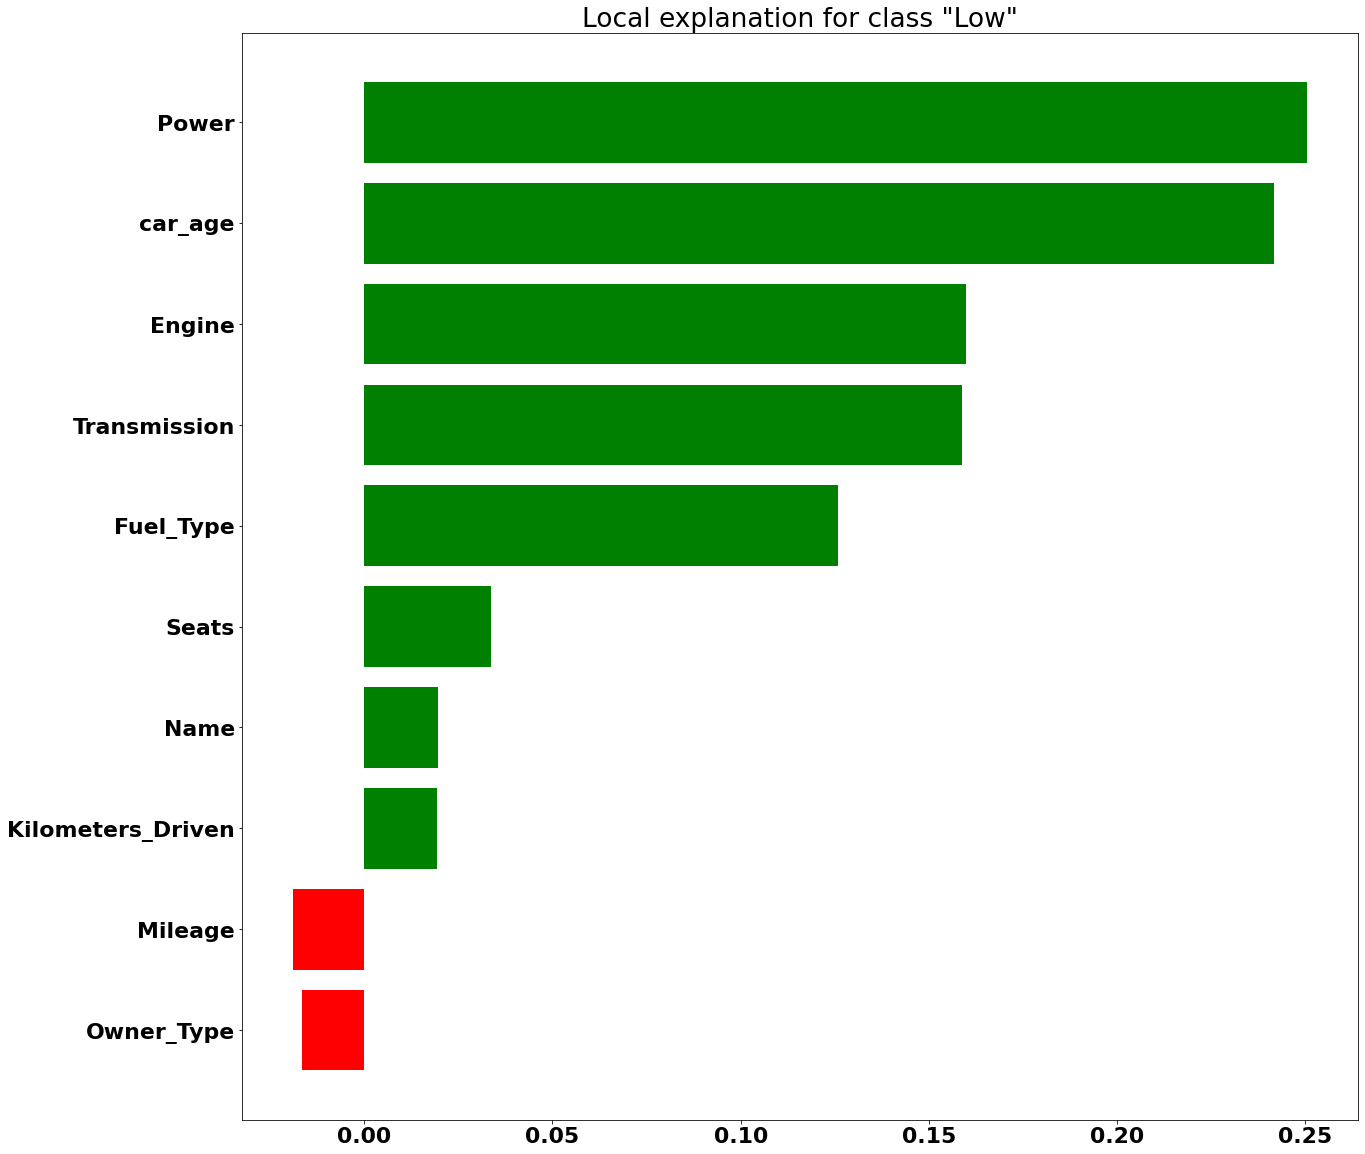 Local explanation for class "Low"
Power
car_age
Engine
Transmission
Fuel_Type
Seats
Name
Kilometers_Driven
Mileage
Owner_Type
0.00 0.05 0.10 0.15 0.20 0.25